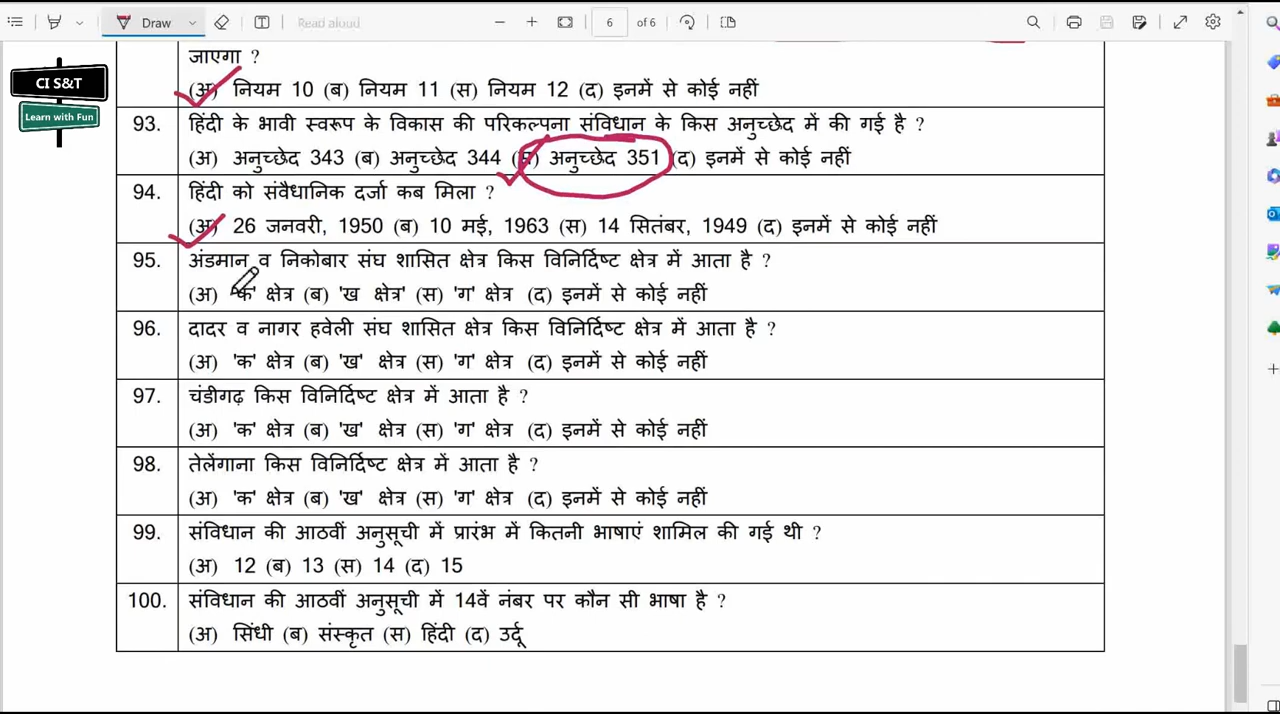 Draw
Read aloud
6 of 6
CI S&T
Learn with Fun
जाएगा ?
(अ) नियम 10 (ब) नियम 11 (स) नियम 12 (द) इनमें से कोई नहीं
93. हिंदी के भावी स्वरूप के विकास की परिकल्पना संविधान के किस अनुच्छेद में की गई है ?
(अ) अनुच्छेद 343 (ब) अनुच्छेद 344 (स) अनुच्छेद 351 (द) इनमें से कोई नहीं
94. हिंदी को संवैधानिक दर्जा कब मिला ?
(अ) 26 जनवरी, 1950 (ब) 10 मई, 1963 (स) 14 सितंबर, 1949 (द) इनमें से कोई नहीं
95. अंडमान व निकोबार संघ शासित क्षेत्र किस विनिर्दिष्ट क्षेत्र में आता है ?
(अ) 'क' क्षेत्र (ब) 'ख क्षेत्र' (स) 'ग' क्षेत्र (द) इनमें से कोई नहीं
96. दादर व नागर हवेली संघ शासित क्षेत्र किस विनिर्दिष्ट क्षेत्र में आता है ?
(अ) 'क' क्षेत्र (ब) 'ख' क्षेत्र (स) 'ग' क्षेत्र (द) इनमें से कोई नहीं
97. चंडीगढ़ किस विनिर्दिष्ट क्षेत्र में आता है ?
(अ) 'क' क्षेत्र (ब) 'ख' क्षेत्र (स) 'ग' क्षेत्र (द) इनमें से कोई नहीं
98. तेलेंगाना किस विनिर्दिष्ट क्षेत्र में आता है ?
(अ) 'क' क्षेत्र (ब) 'ख' क्षेत्र (स) 'ग' क्षेत्र (द) इनमें से कोई नहीं
99. संविधान की आठवीं अनुसूची में प्रारंभ में कितनी भाषाएं शामिल की गई थी ?
(अ) 12 (ब) 13 (स) 14 (द) 15
100. संविधान की आठवीं अनुसूची में 14वें नंबर पर कौन सी भाषा है ?
(अ) सिंधी (ब) संस्कृत (स) हिंदी (द) उर्दू